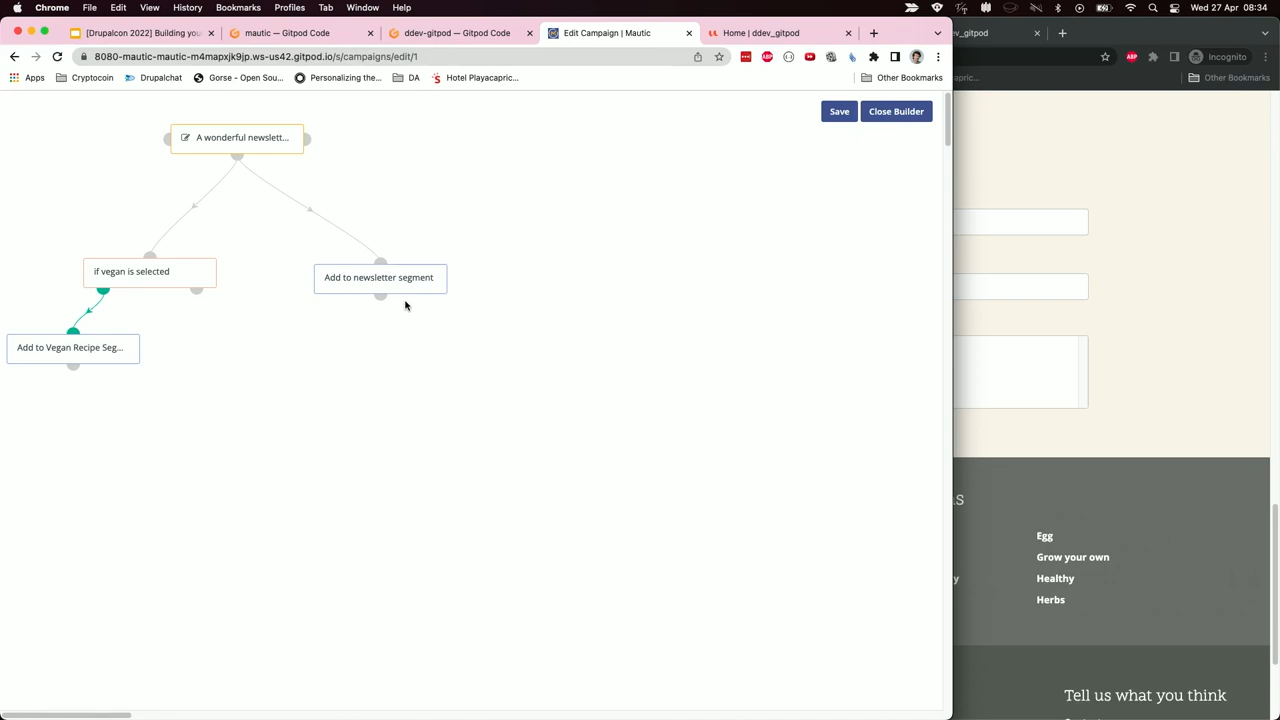 Chrome File Edit View History Bookmarks Profiles Tab Window Help Wed 27 Apr 08:34
[Drupalcon 2022] Building you mautic — Gitpod Code ddev-gitpod — Gitpod Code Edit Campaign | Mautic Home | ddev_gitpod
ev_gitpod
8080-mautic-mautic-m4mapxjk9jp.ws-us42.gitpod.io/s/campaigns/edit/1
Incognito
Apps Cryptocoin Drupalchat Gorse - Open Sou... Personalizing the... DA Hotel Playacapric... Other Bookmarks
apric... Other Bookmarks
Save Close Builder
A wonderful newslett...
if vegan is selected
Add to newsletter segment
Add to Vegan Recipe Seg...
Egg
Grow your own
y
Healthy
Herbs
Tell us what you think